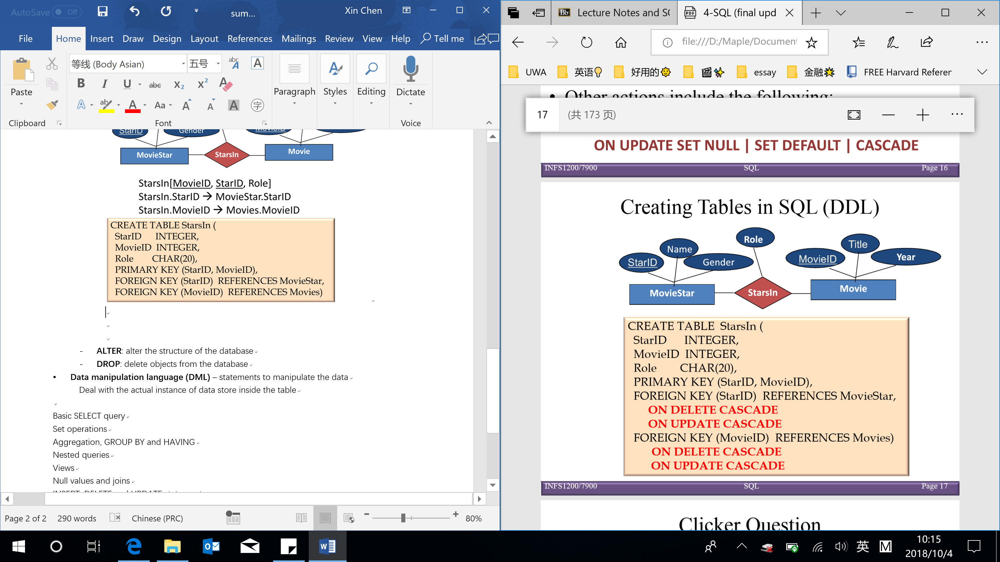 AutoSave Off sum... Xin Chen
File Home Insert Draw Design Layout References Mailings Review View Help Tell me
等线 (Body Asian) 五号
Paste
Paragraph Styles Editing Dictate
Clipboard Font Voice
StarID Gender MovieID
MovieStar StarsIn Movie
StarsIn[MovieID, StarID, Role]
StarsIn.StarID → MovieStar.StarID
StarsIn.MovieID → Movies.MovieID
CREATE TABLE StarsIn (
StarID INTEGER,
MovieID INTEGER,
Role CHAR(20),
PRIMARY KEY (StarID, MovieID),
FOREIGN KEY (StarID) REFERENCES MovieStar,
FOREIGN KEY (MovieID) REFERENCES Movies)
- ALTER: alter the structure of the database
- DROP: delete objects from the database
• Data manipulation language (DML) – statements to manipulate the data
Deal with the actual instance of data store inside the table
Basic SELECT query
Set operations
Aggregation, GROUP BY and HAVING
Nested queries
Views
Null values and joins
Page 2 of 2 290 words Chinese (PRC) 80%
Lecture Notes and SQ
4-SQL (final upd
file:///D:/Maple/Document
UWA 英语 好用的 essay 金融 FREE Harvard Referer
• Other actions include the following:
17 (共 173 页)
ON UPDATE SET NULL | SET DEFAULT | CASCADE
INFS1200/7900 SQL Page 16
Creating Tables in SQL (DDL)
Role
Name Title
StarID Gender MovieID Year
MovieStar StarsIn Movie
CREATE TABLE StarsIn (
StarID INTEGER,
MovieID INTEGER,
Role CHAR(20),
PRIMARY KEY (StarID, MovieID),
FOREIGN KEY (StarID) REFERENCES MovieStar,
ON DELETE CASCADE
ON UPDATE CASCADE
FOREIGN KEY (MovieID) REFERENCES Movies)
ON DELETE CASCADE
ON UPDATE CASCADE
INFS1200/7900 SQL Page 17
Clicker Question
英 M
10:15
2018/10/4